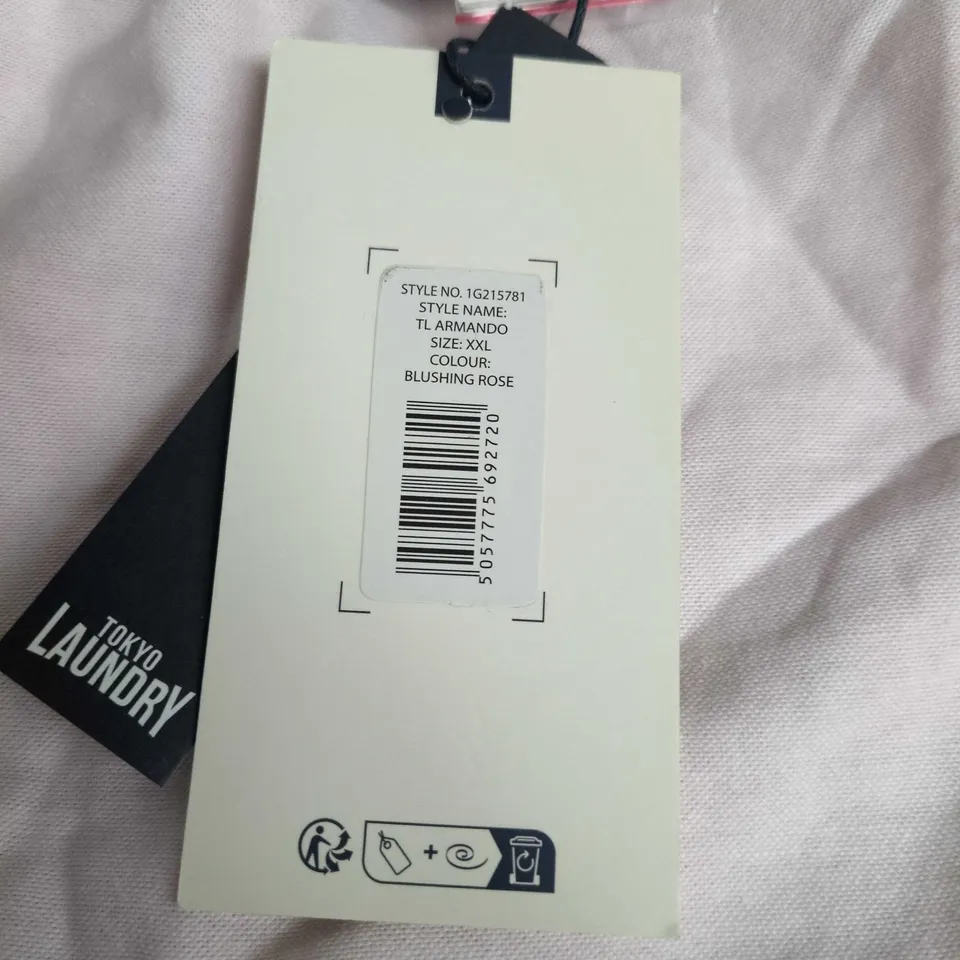 STYLE NO. 1G215781
STYLE NAME:
TL ARMANDO
SIZE: XXL
COLOUR:
BLUSHING ROSE
5 057775 692720
TOKYO
LAUNDRY